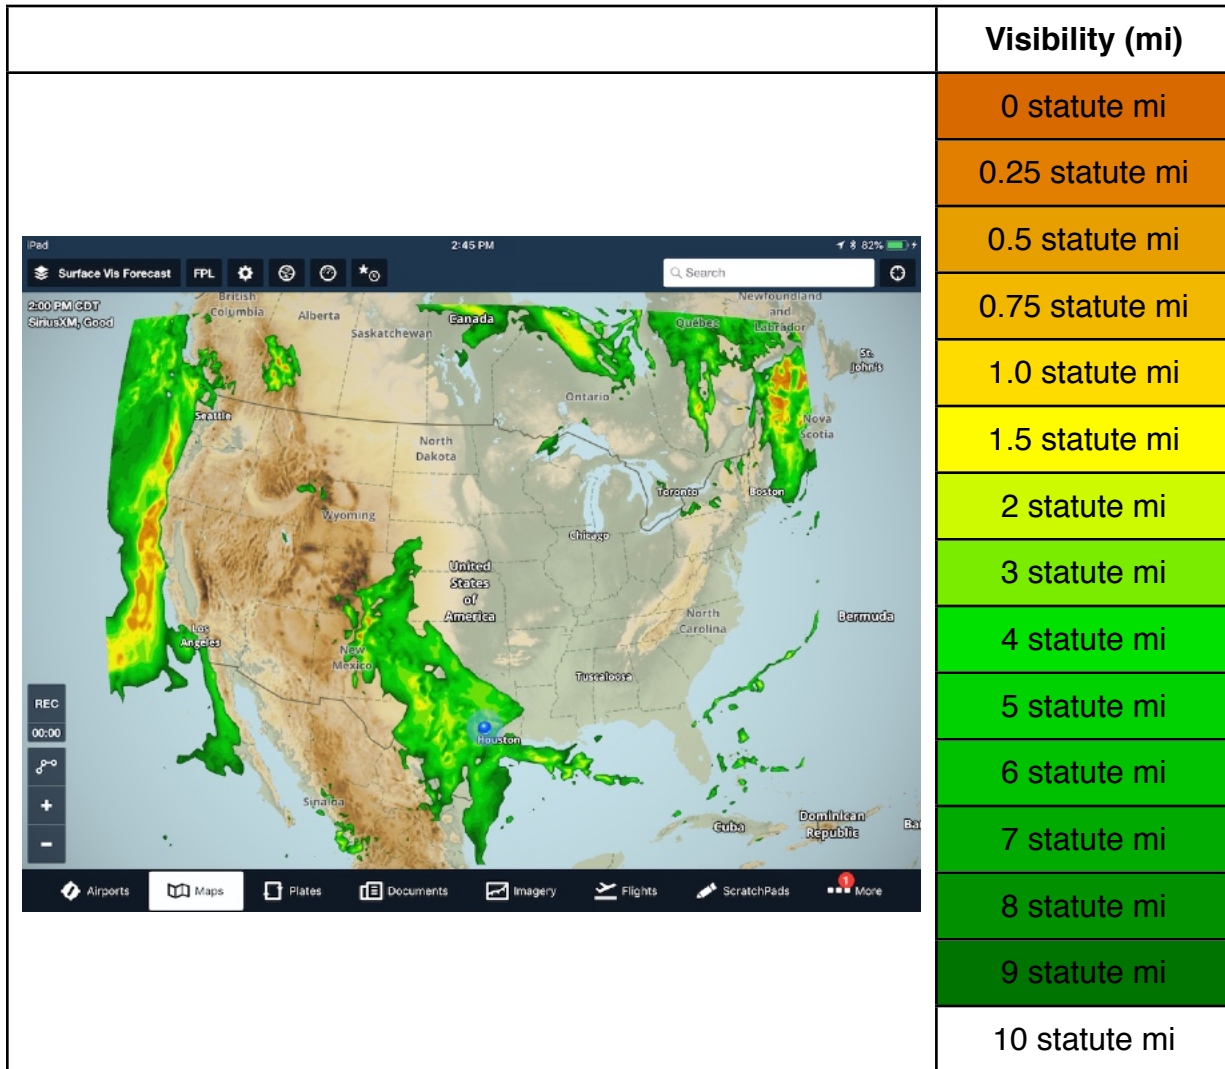 Visibility (mi)
0 statute mi
0.25 statute mi
0.5 statute mi
0.75 statute mi
1.0 statute mi
1.5 statute mi
2 statute mi
3 statute mi
4 statute mi
5 statute mi
6 statute mi
7 statute mi
8 statute mi
9 statute mi
10 statute mi
iPad 2:45 PM 82%
Surface Vis Forecast FPL Search
2:00 PM CDT
SiriusXM, Good
British
Columbia
Alberta
Saskatchewan
Canada
Ontario
Québec
Newfoundland
and
Labrador
St.
John's
Nova
Scotia
Seattle
North
Dakota
Wyoming
Toronto
Boston
Chicago
United
States
of
America
North
Carolina
Bermuda
Los
Angeles
New
Mexico
Tuscaloosa
Houston
Sinaloa
Cuba
Dominican
Republic
Ba
REC
00:00
+
−
Airports Maps Plates Documents Imagery Flights ScratchPads 1 More